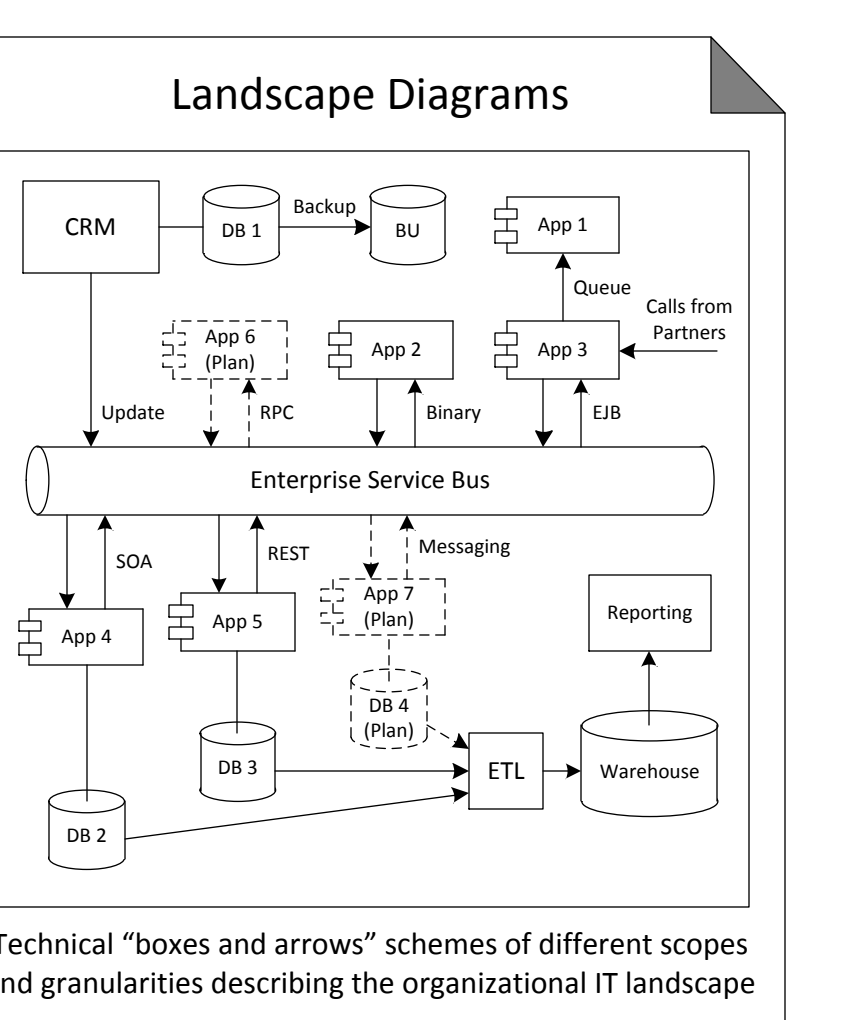 Landscape Diagrams
CRM
DB 1
Backup
BU
App 1
Queue
Calls from
Partners
App 6
(Plan)
App 2
App 3
Update
RPC
Binary
EJB
Enterprise Service Bus
SOA
REST
Messaging
App 4
App 5
App 7
(Plan)
Reporting
DB 4
(Plan)
DB 3
ETL
Warehouse
DB 2
Technical “boxes and arrows” schemes of different scopes
nd granularities describing the organizational IT landscape